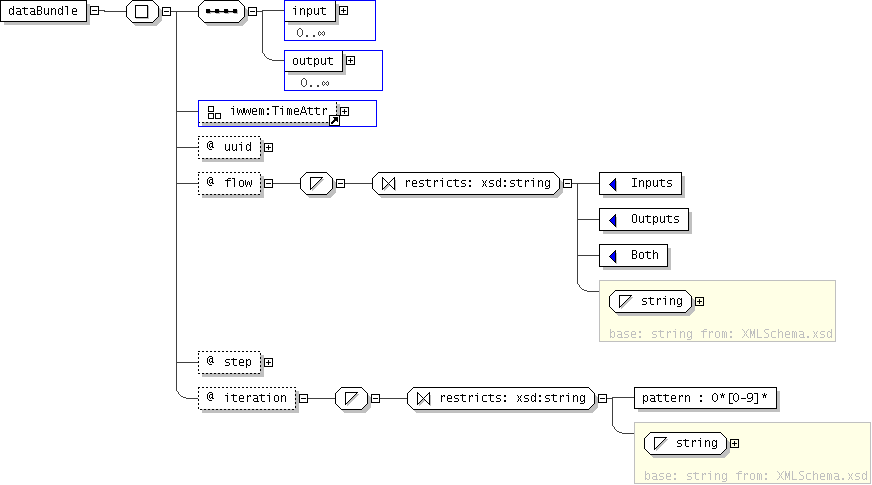 dataBundle
input
0..∞
output
0..∞
iwwem:TimeAttr
@ uuid
@ flow
restricts: xsd:string
Inputs
Outputs
Both
string
base: string from: XMLSchema.xsd
@ step
@ iteration
restricts: xsd:string
pattern : 0*[0-9]*
string
base: string from: XMLSchema.xsd